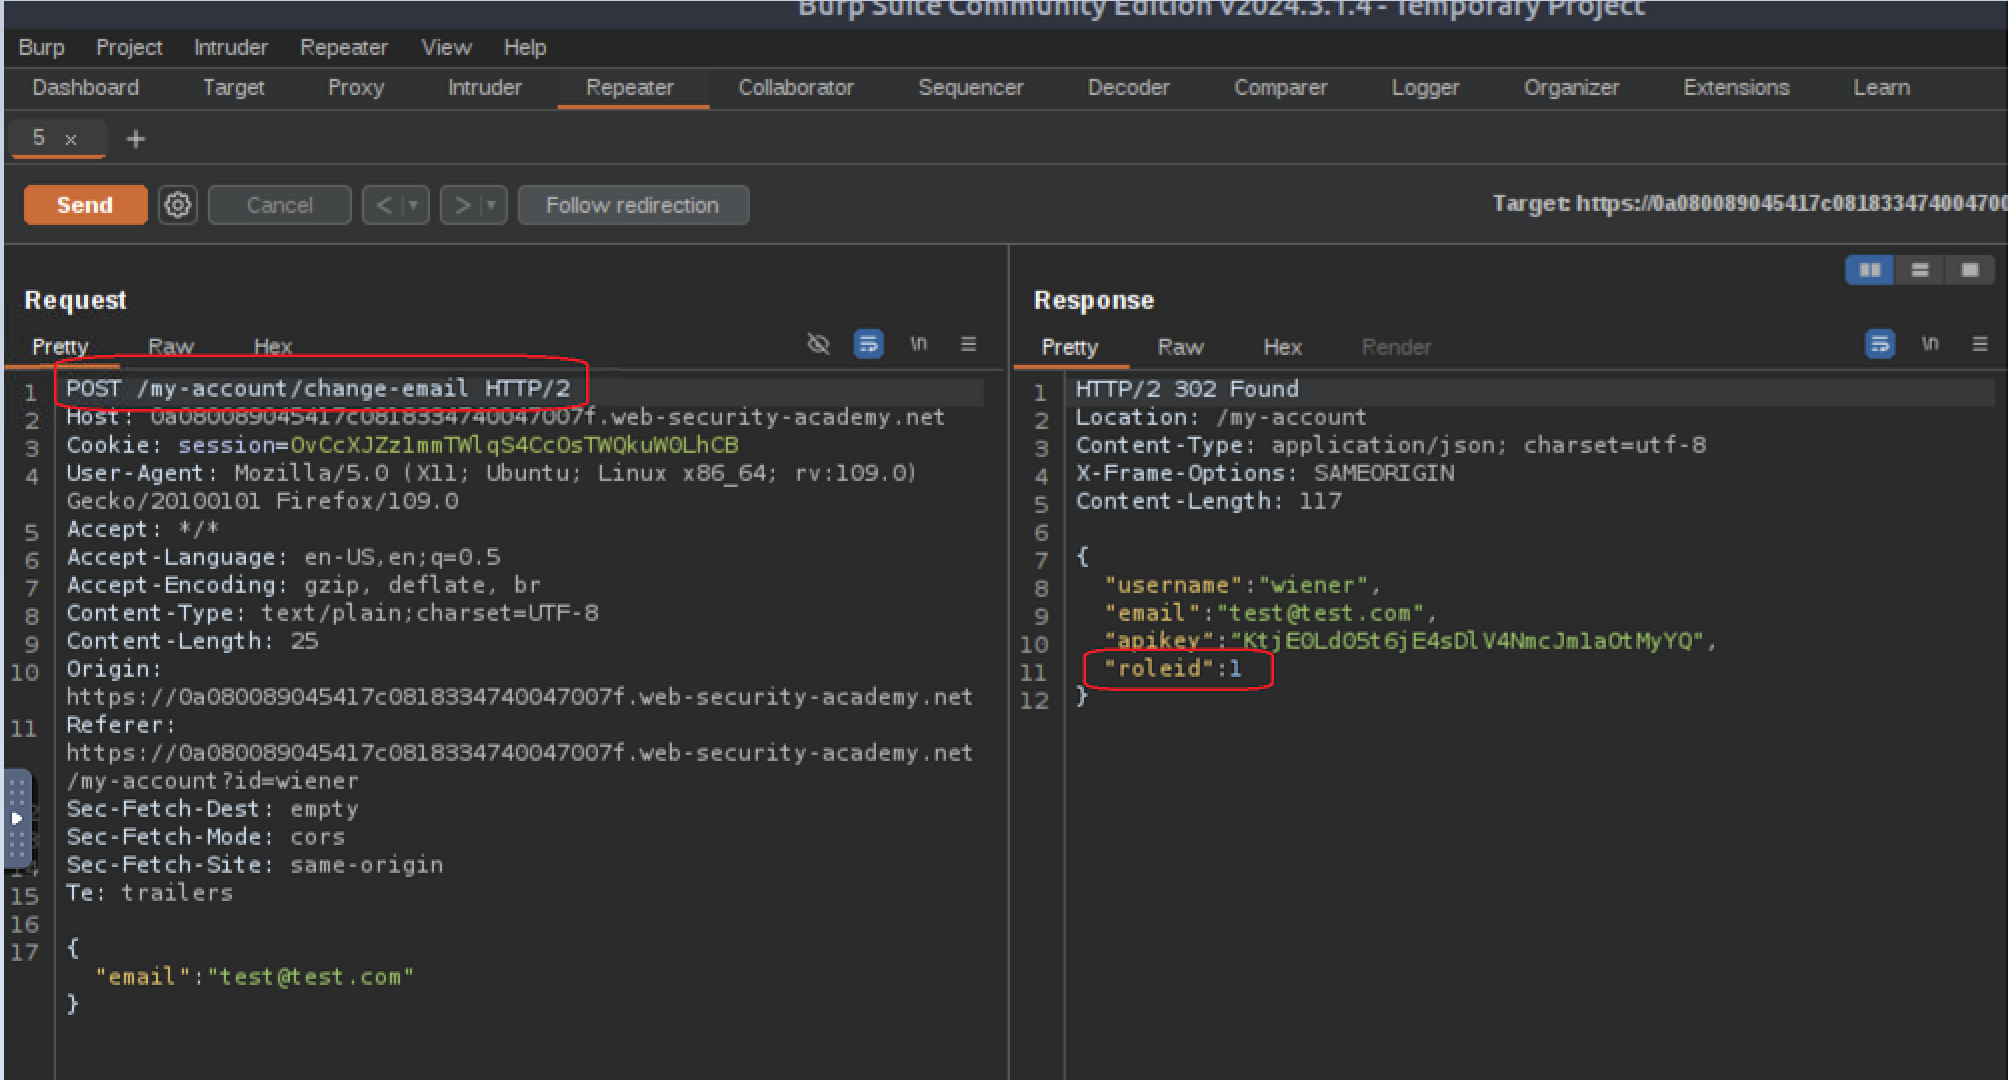 Burp Suite Community Edition v2024.3.1.4 - Temporary Project
Burp Project Intruder Repeater View Help
Dashboard Target Proxy Intruder Repeater Collaborator Sequencer Decoder Comparer Logger Organizer Extensions Learn
5 × +
Send Cancel < > Follow redirection Target: https://0a080089045417c081833474004700
Request
Pretty Raw Hex \n
1 POST /my-account/change-email HTTP/2
2 Host: 0a080089045417c0818334740047007f.web-security-academy.net
3 Cookie: session=OvCcXJZz1mmTWlqS4CcOsTWQkuW0LhCB
4 User-Agent: Mozilla/5.0 (X11; Ubuntu; Linux x86_64; rv:109.0)
Gecko/20100101 Firefox/109.0
5 Accept: */*
6 Accept-Language: en-US,en;q=0.5
7 Accept-Encoding: gzip, deflate, br
8 Content-Type: text/plain;charset=UTF-8
9 Content-Length: 25
10 Origin:
https://0a080089045417c0818334740047007f.web-security-academy.net
11 Referer:
https://0a080089045417c0818334740047007f.web-security-academy.net
/my-account?id=wiener
Sec-Fetch-Dest: empty
Sec-Fetch-Mode: cors
14 Sec-Fetch-Site: same-origin
15 Te: trailers
16
17 {
"email":"test@test.com"
}
Response
Pretty Raw Hex Render \n
1 HTTP/2 302 Found
2 Location: /my-account
3 Content-Type: application/json; charset=utf-8
4 X-Frame-Options: SAMEORIGIN
5 Content-Length: 117
6
7 {
8 "username":"wiener",
9 "email":"test@test.com",
10 "apikey":"KtjE0Ld05t6jE4sDlV4NmcJm1aOtMyYQ",
11 "roleid":1
12 }